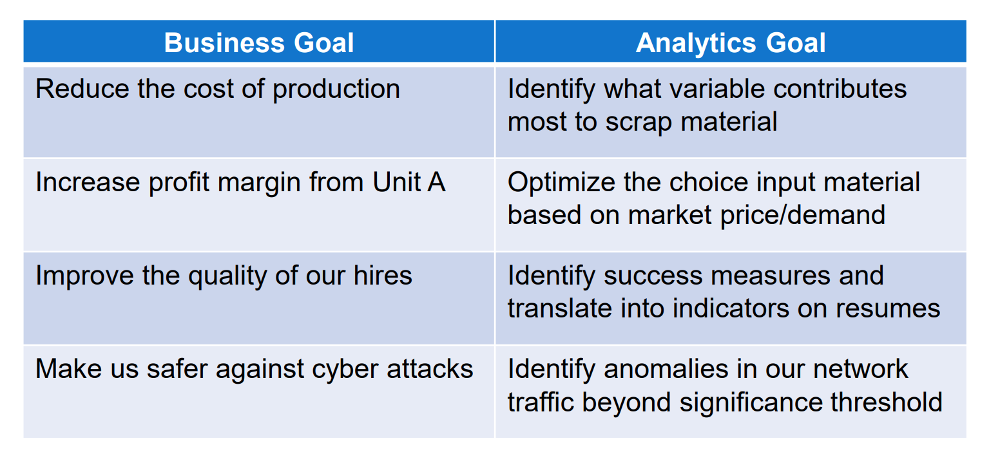 Business Goal
Analytics Goal
Reduce the cost of production
Identify what variable contributes
most to scrap material
Increase profit margin from Unit A
Optimize the choice input material
based on market price/demand
Improve the quality of our hires
Identify success measures and
translate into indicators on resumes
Make us safer against cyber attacks
Identify anomalies in our network
traffic beyond significance threshold